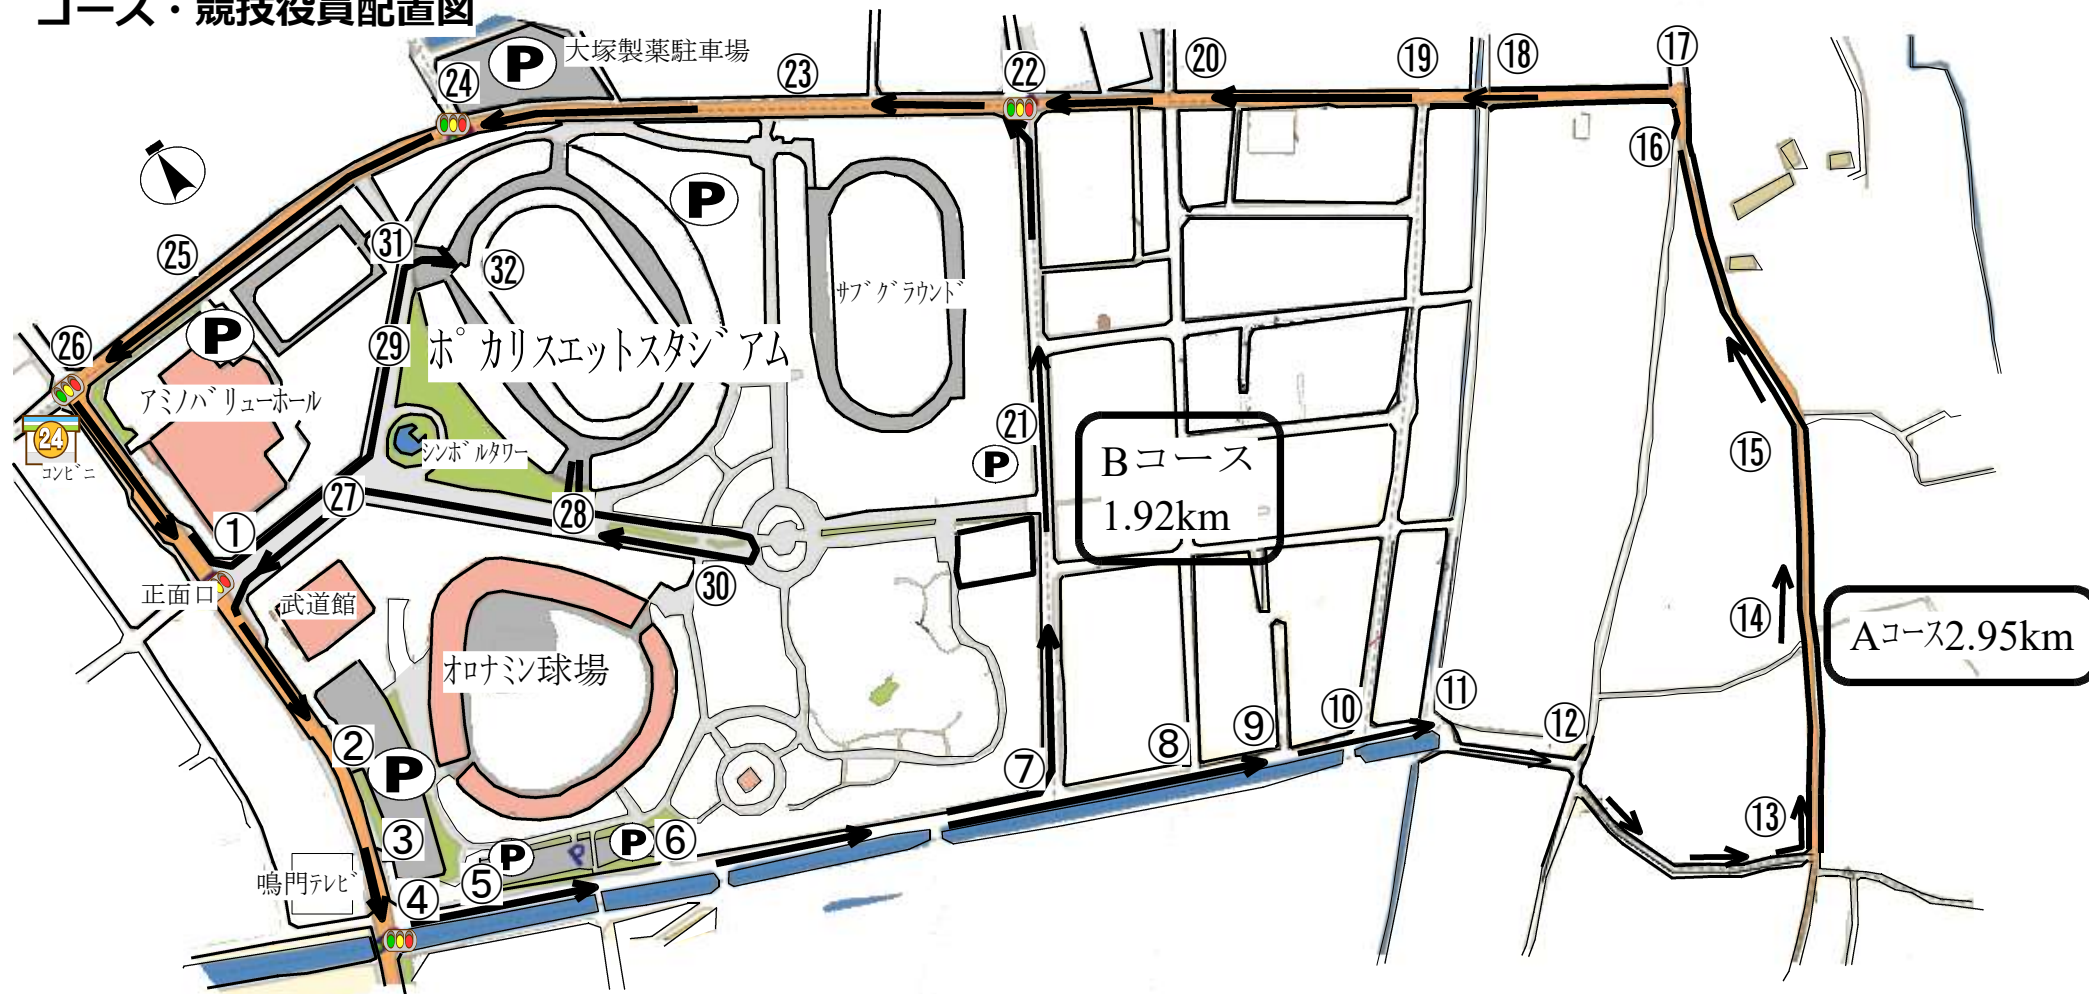 コース・競技役員配置図
P
大塚製薬駐車場
㉔
㉓
㉒
⑳
⑲
⑱
⑰
⑯
P
㉕
㉛
㉜
サブグラウンド
㉖
P
㉙
ポカリスエットスタジアム
アミノバリューホール
24
コンビニ
シンボルタワー
㉑
P
Bコース
1.92km
⑮
①
㉗
㉘
㉚
正面口
武道館
⑭
Aコース2.95km
オロナミン球場
②
P
⑦
⑧
⑨
⑩
⑪
⑫
⑬
③
P
P
P
⑥
鳴門テレビ
④
⑤